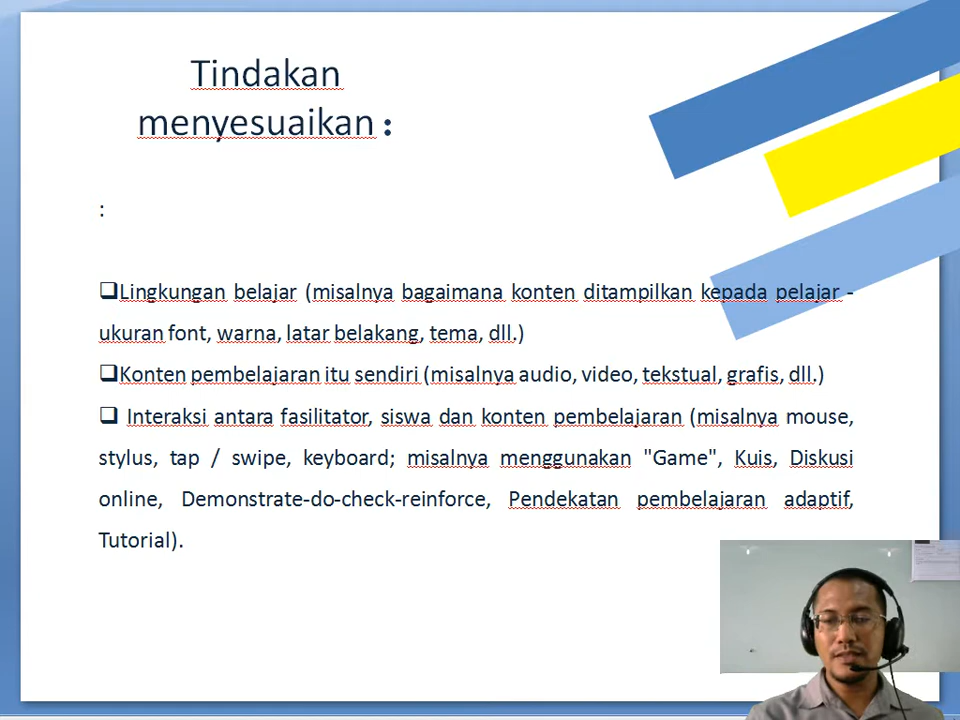 Tindakan
menyesuaikan :
:
❑Lingkungan belajar (misalnya bagaimana konten ditampilkan kepada pelajar -
ukuran font, warna, latar belakang, tema, dll.)
❑Konten pembelajaran itu sendiri (misalnya audio, video, tekstual, grafis, dll.)
❑ Interaksi antara fasilitator, siswa dan konten pembelajaran (misalnya mouse,
stylus, tap / swipe, keyboard; misalnya menggunakan "Game", Kuis, Diskusi
online, Demonstrate-do-check-reinforce, Pendekatan pembelajaran adaptif,
Tutorial).